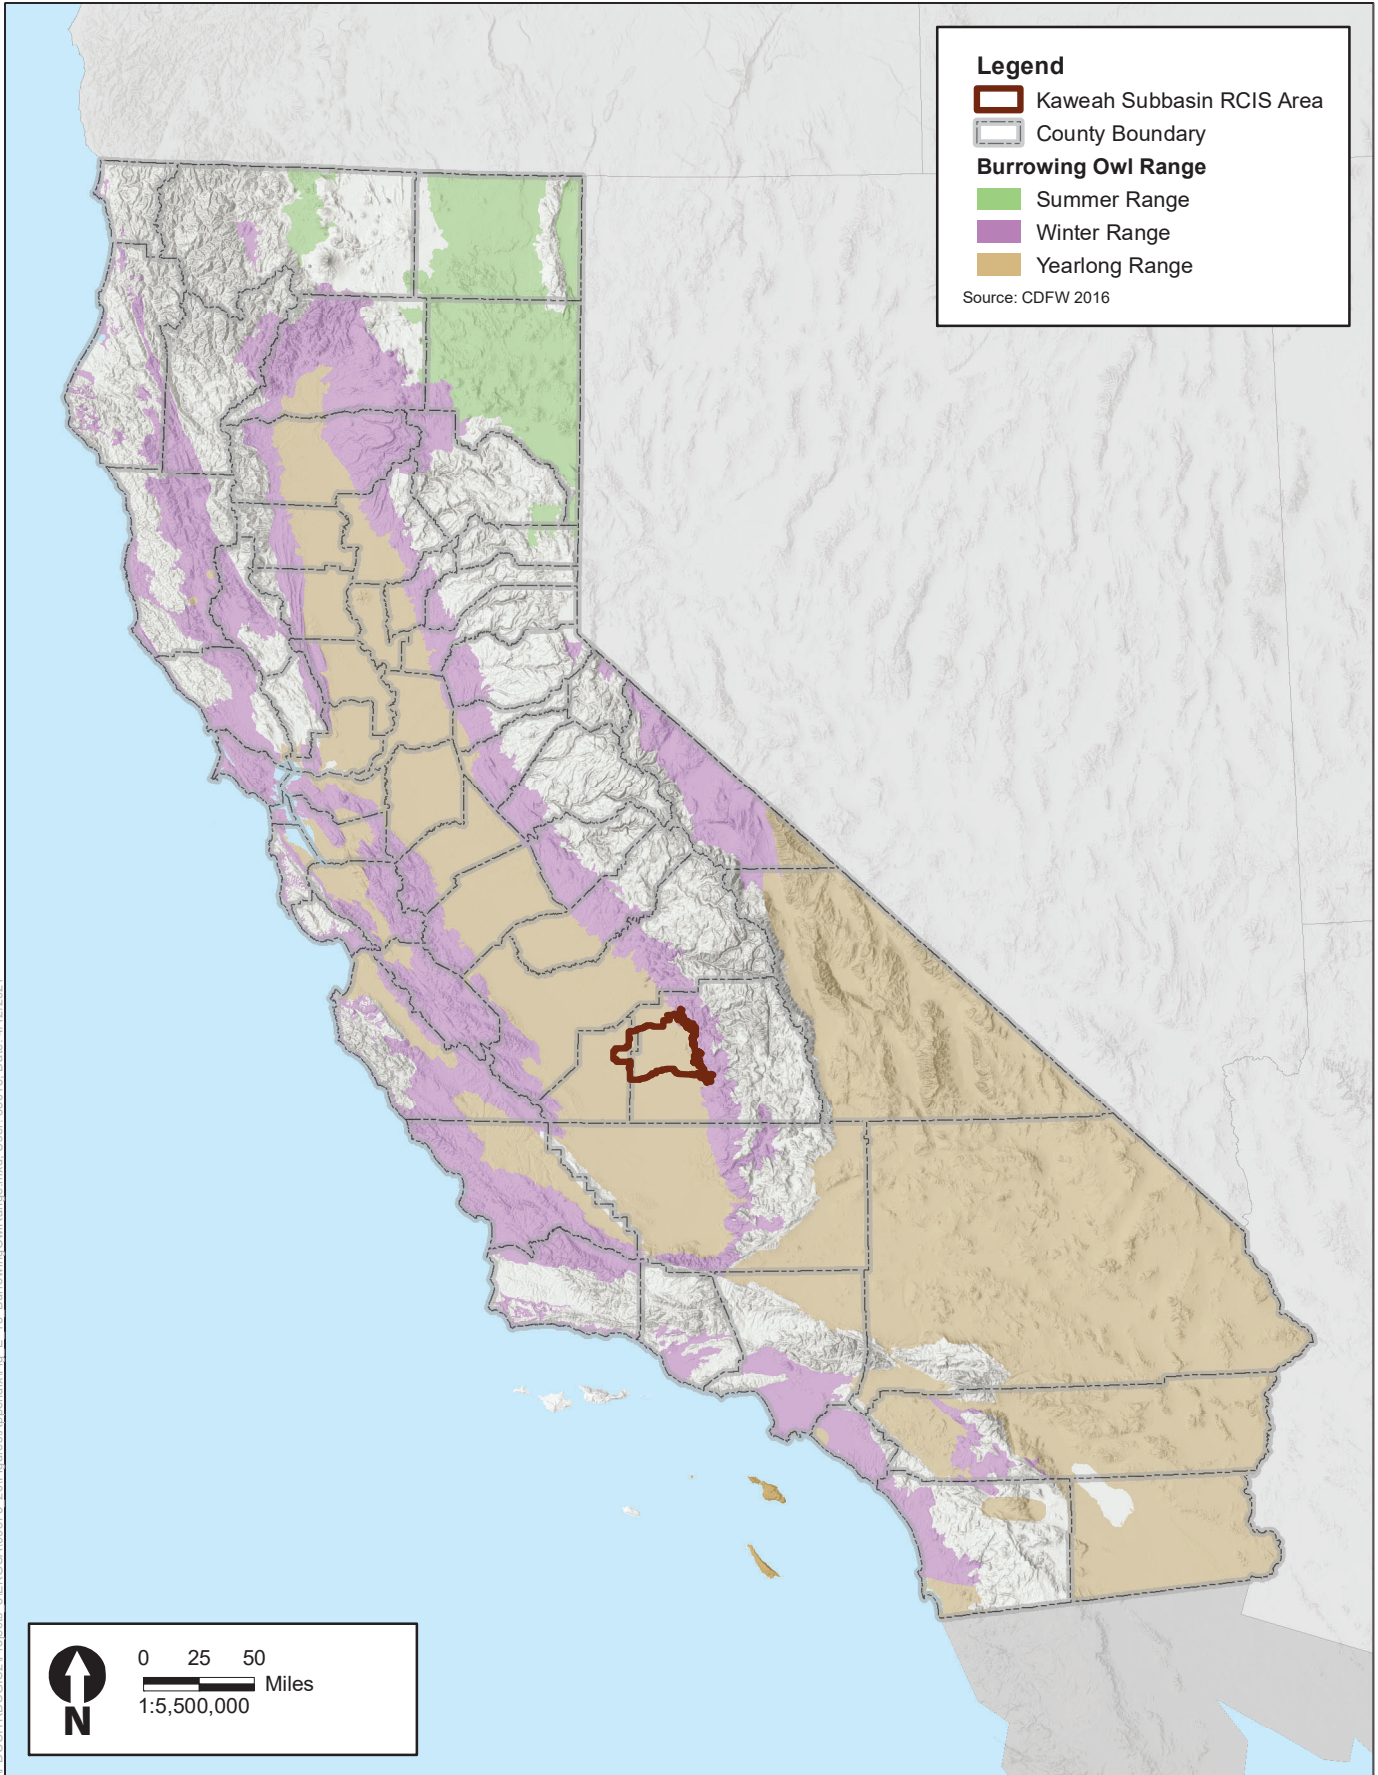 Legend
Kaweah Subbasin RCIS Area
County Boundary
Burrowing Owl Range
Summer Range
Winter Range
Yearlong Range
Source: CDFW 2016
0 25 50
Miles
1:5,500,000
N